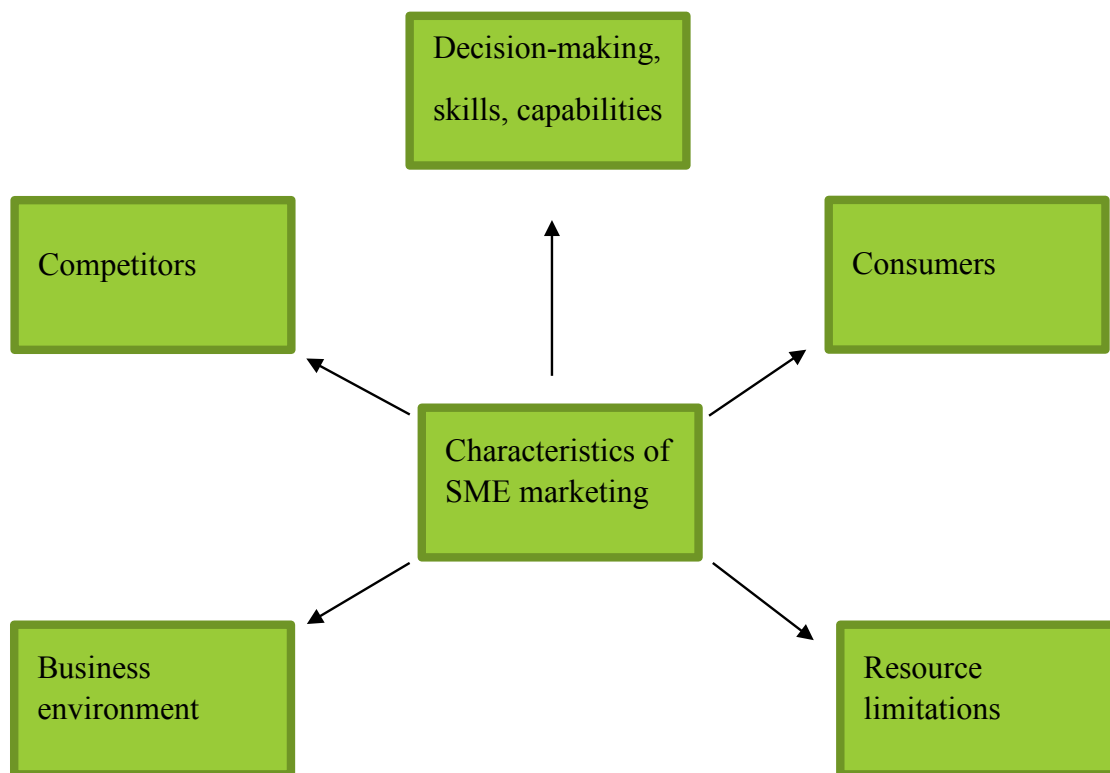 Decision-making,
skills, capabilities
Competitors
Consumers
Characteristics of
SME marketing
Business
environment
Resource
limitations